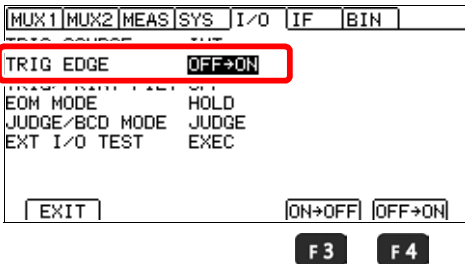 MUX1 MUX2 MEAS SYS I/O IF BIN
TRIG EDGE OFF→ON
EOM MODE HOLD
JUDGE/BCD MODE JUDGE
EXT I/O TEST EXEC
EXIT ON→OFF OFF→ON
F3 F4